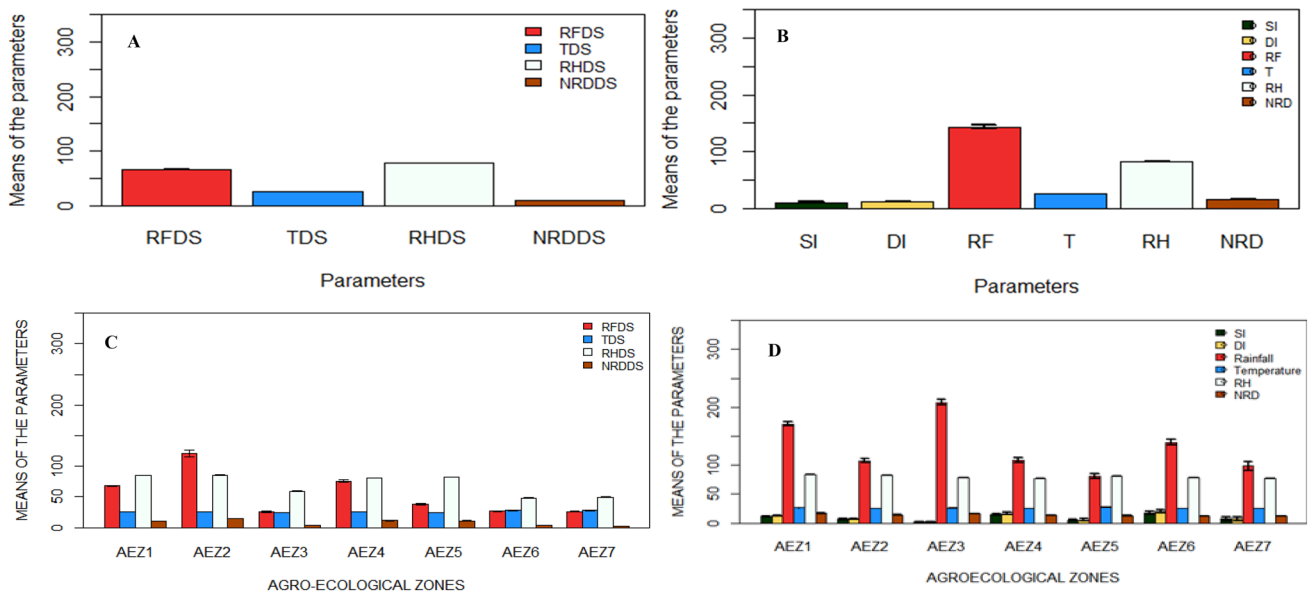 A
Means of the parameters
0
100
200
300
RFDS
TDS
RHDS
NRDDS
RFDS
TDS
RHDS
NRDDS
Parameters
B
Means of the parameters
0
100
200
300
SI
DI
RF
T
RH
NRD
SI
DI
RF
T
RH
NRD
Parameters
C
MEANS OF THE PARAMETERS
0
50
100
200
300
RFDS
TDS
RHDS
NRDDS
AEZ1
AEZ2
AEZ3
AEZ4
AEZ5
AEZ6
AEZ7
AGRO-ECOLOGICAL ZONES
D
MEANS OF THE PARAMETERS
0
50
100
200
300
SI
DI
Rainfall
Temperature
RH
NRD
AEZ1
AEZ2
AEZ3
AEZ4
AEZ5
AEZ6
AEZ7
AGROECOLOGICAL ZONES